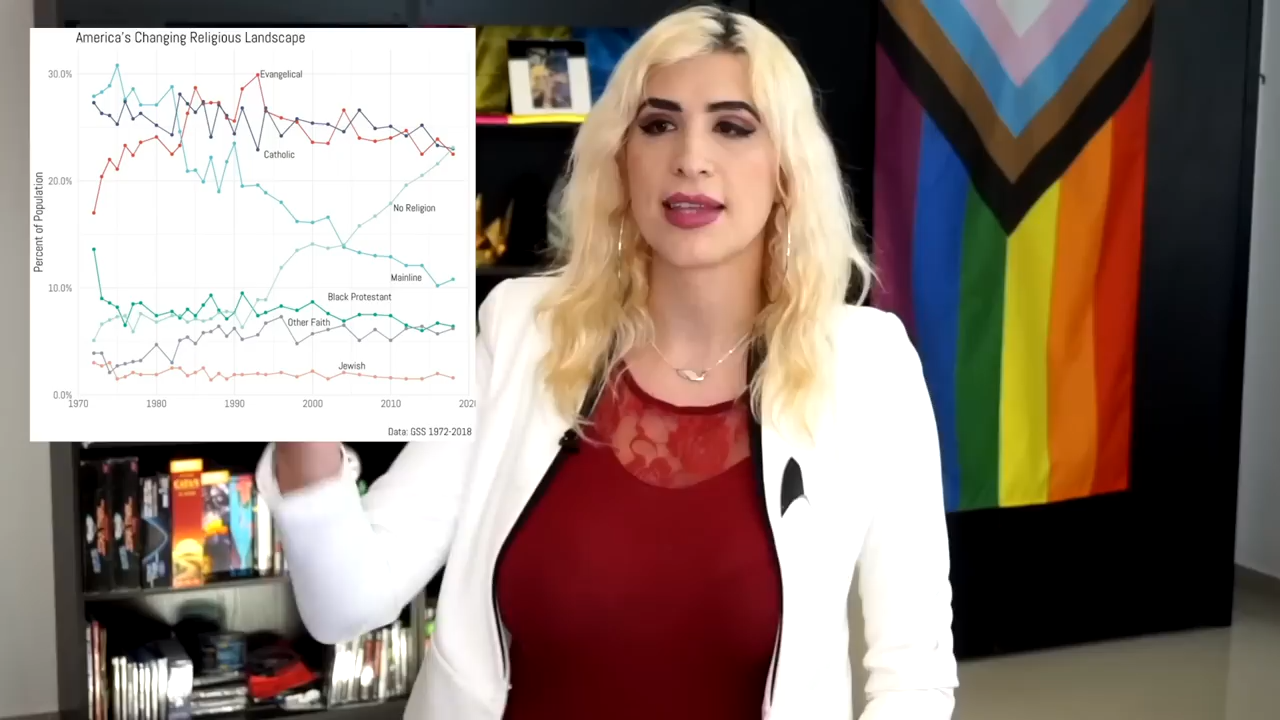 America's Changing Religious Landscape
30.0%
Evangelical
Catholic
20.0%
No Religion
Mainline
10.0%
Black Protestant
Other Faith
Jewish
0.0%
1970 1980 1990 2000 2010
Percent of Population
Data: GSS 1972-2018
CATAN